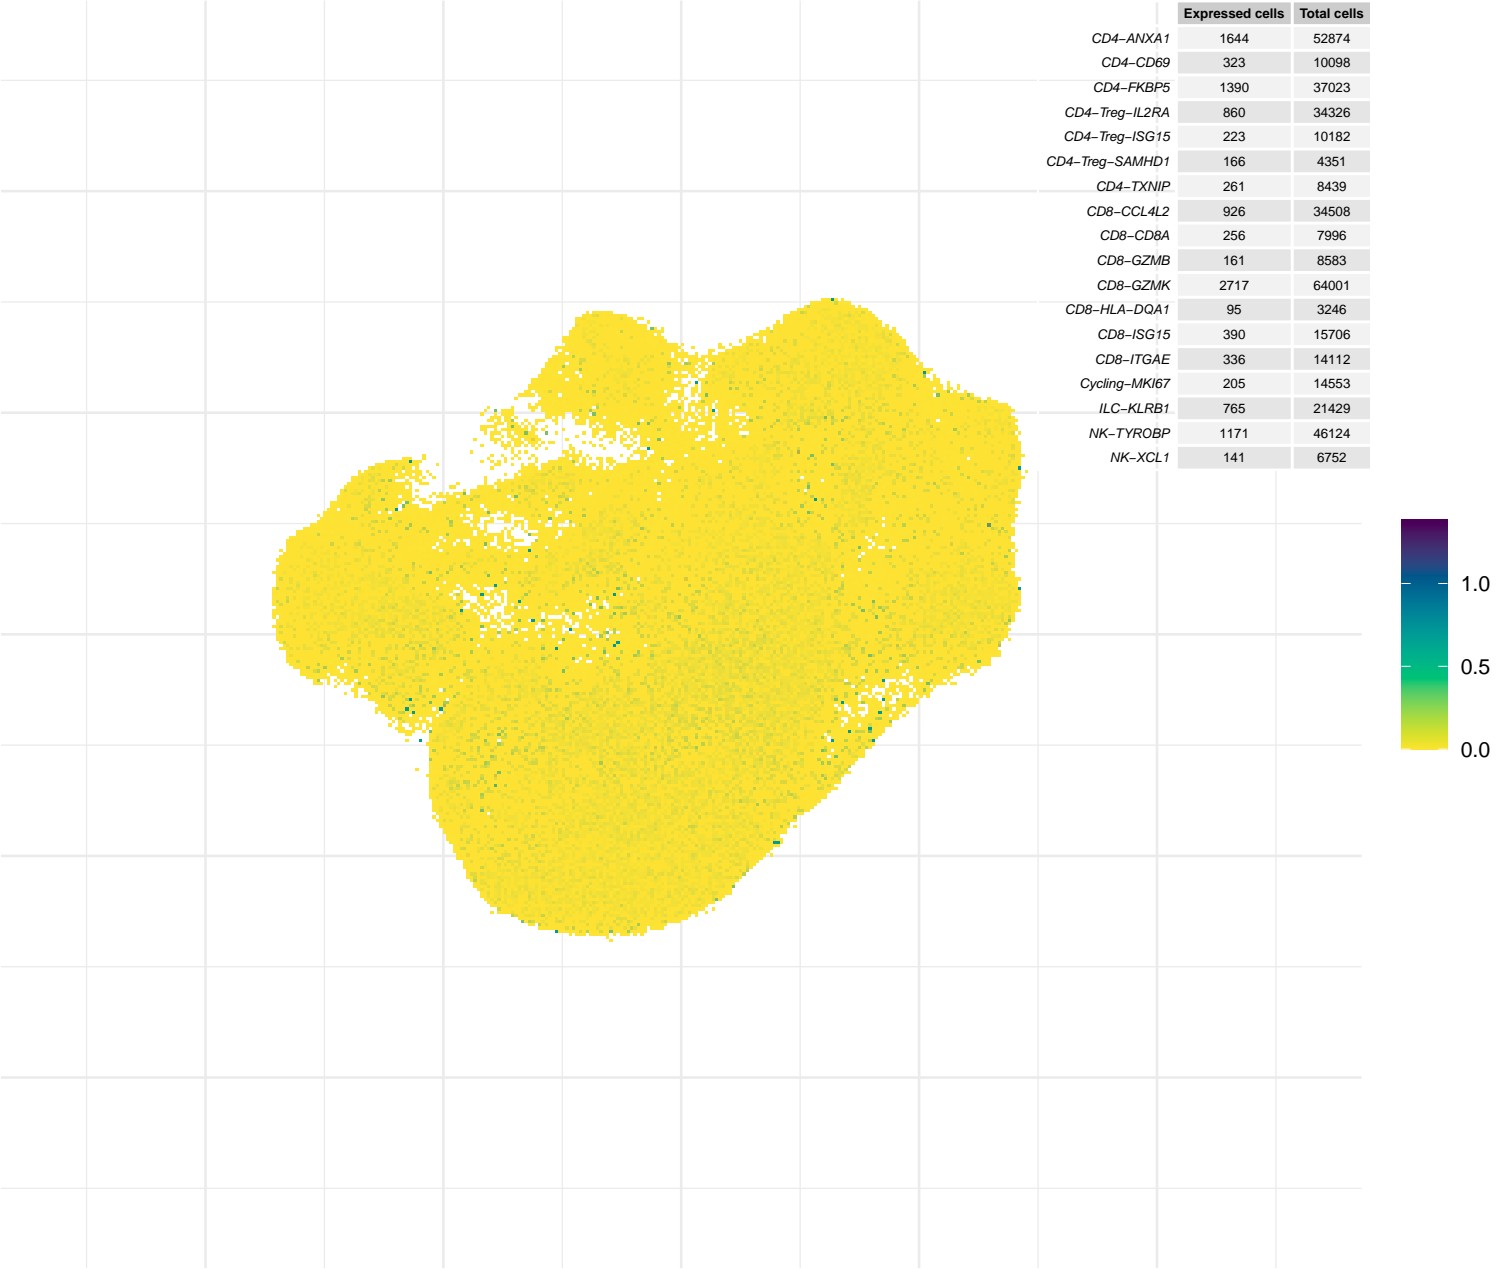 Expressed cells Total cells
CD4−ANXA1 1644 52874
CD4−CD69 323 10098
CD4−FKBP5 1390 37023
CD4−Treg−IL2RA 860 34326
CD4−Treg−ISG15 223 10182
CD4−Treg−SAMHD1 166 4351
CD4−TXNIP 261 8439
CD8−CCL4L2 926 34508
CD8−CD8A 256 7996
CD8−GZMB 161 8583
CD8−GZMK 2717 64001
CD8−HLA−DQA1 95 3246
CD8−ISG15 390 15706
CD8−ITGAE 336 14112
Cycling−MKI67 205 14553
ILC−KLRB1 765 21429
NK−TYROBP 1171 46124
NK−XCL1 141 6752
1.0
0.5
0.0